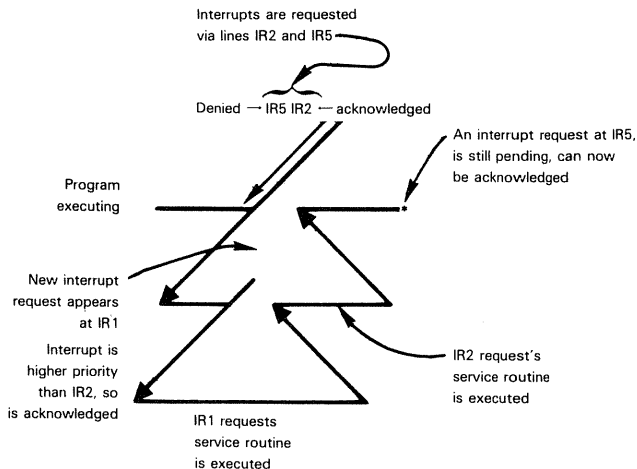 Interrupts are requested
via lines IR2 and IR5
Denied → IR5 IR2 ← acknowledged
An interrupt request at IR5,
is still pending, can now
be acknowledged
*
Program
executing
New interrupt
request appears
at IR1
Interrupt is
higher priority
than IR2, so
is acknowledged
IR2 request's
service routine
is executed
IR1 requests
service routine
is executed